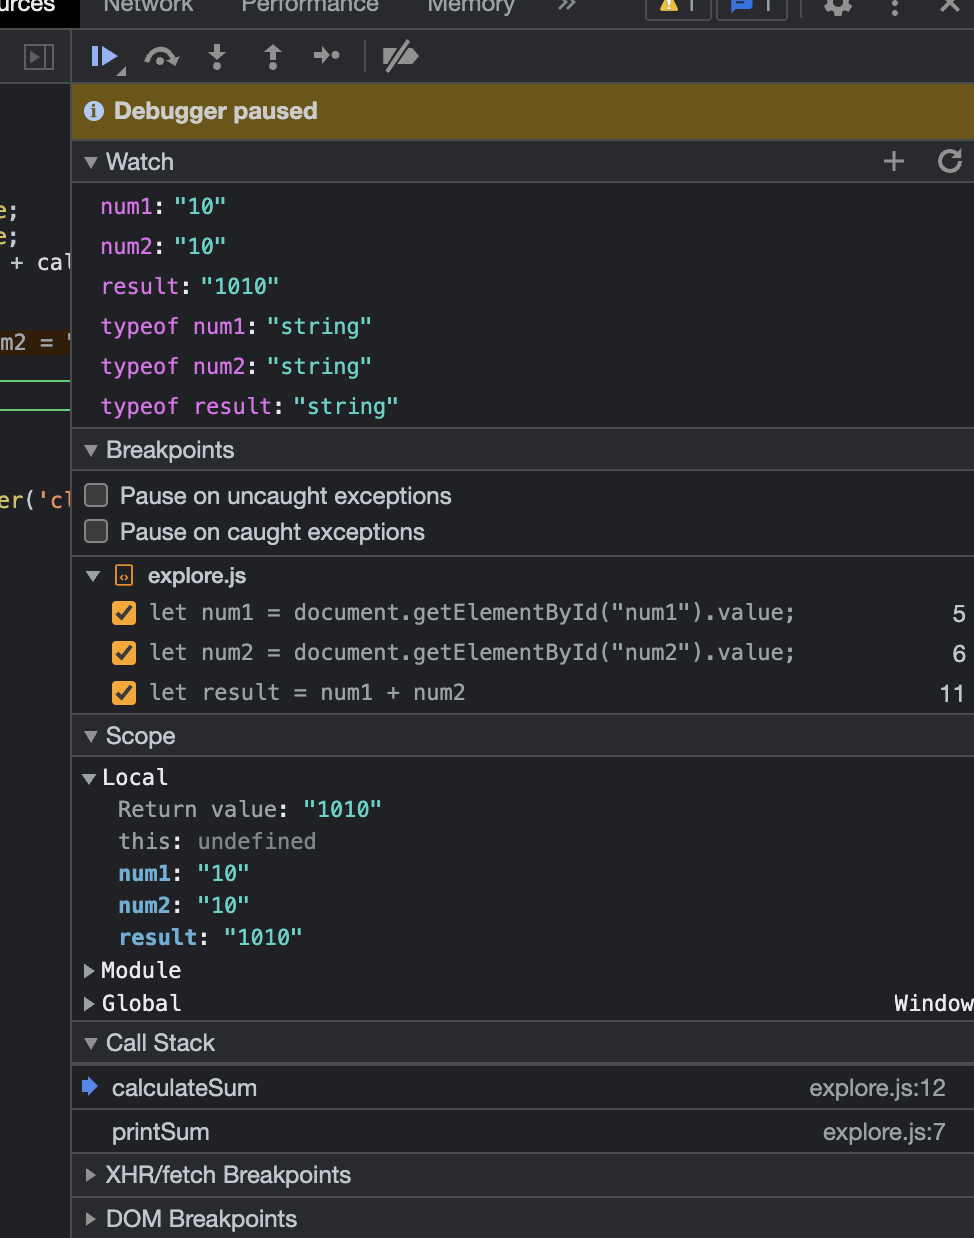 urces Network Performance Memory » 1 1
Debugger paused
Watch
num1: "10"
num2: "10"
result: "1010"
typeof num1: "string"
typeof num2: "string"
typeof result: "string"
e;
e;
+ cal
m2 = "
er('cl
Breakpoints
Pause on uncaught exceptions
Pause on caught exceptions
explore.js
let num1 = document.getElementById("num1").value; 5
let num2 = document.getElementById("num2").value; 6
let result = num1 + num2 11
Scope
Local
Return value: "1010"
this: undefined
num1: "10"
num2: "10"
result: "1010"
Module
Global Window
Call Stack
calculateSum explore.js:12
printSum explore.js:7
XHR/fetch Breakpoints
DOM Breakpoints